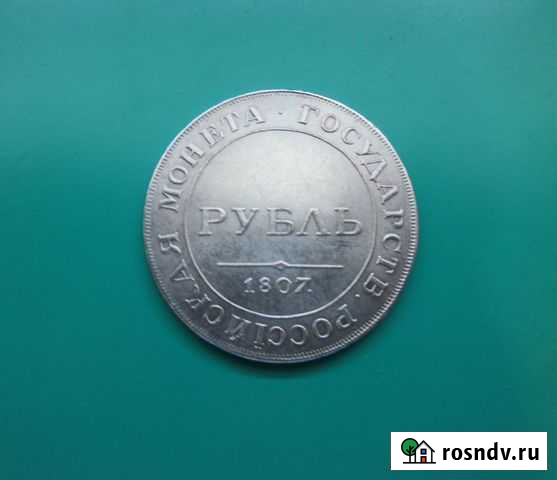 МОНЕТА · ГОСУДАРСТВ. РОССIЙСКАЯ
РУБЛЬ
1807.
rosndv.ru